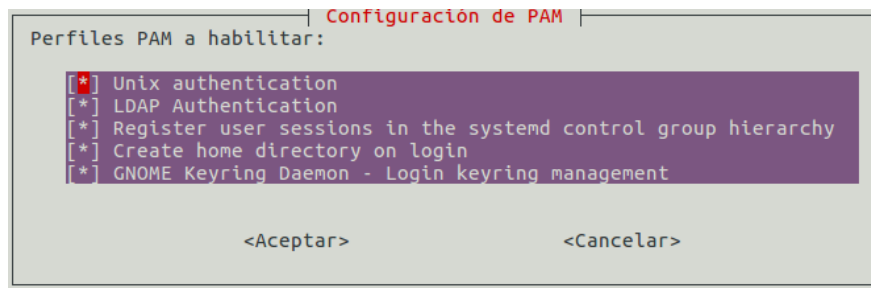 Configuración de PAM
Perfiles PAM a habilitar:
[*] Unix authentication
[*] LDAP Authentication
[*] Register user sessions in the systemd control group hierarchy
[*] Create home directory on login
[*] GNOME Keyring Daemon - Login keyring management
<Aceptar> <Cancelar>